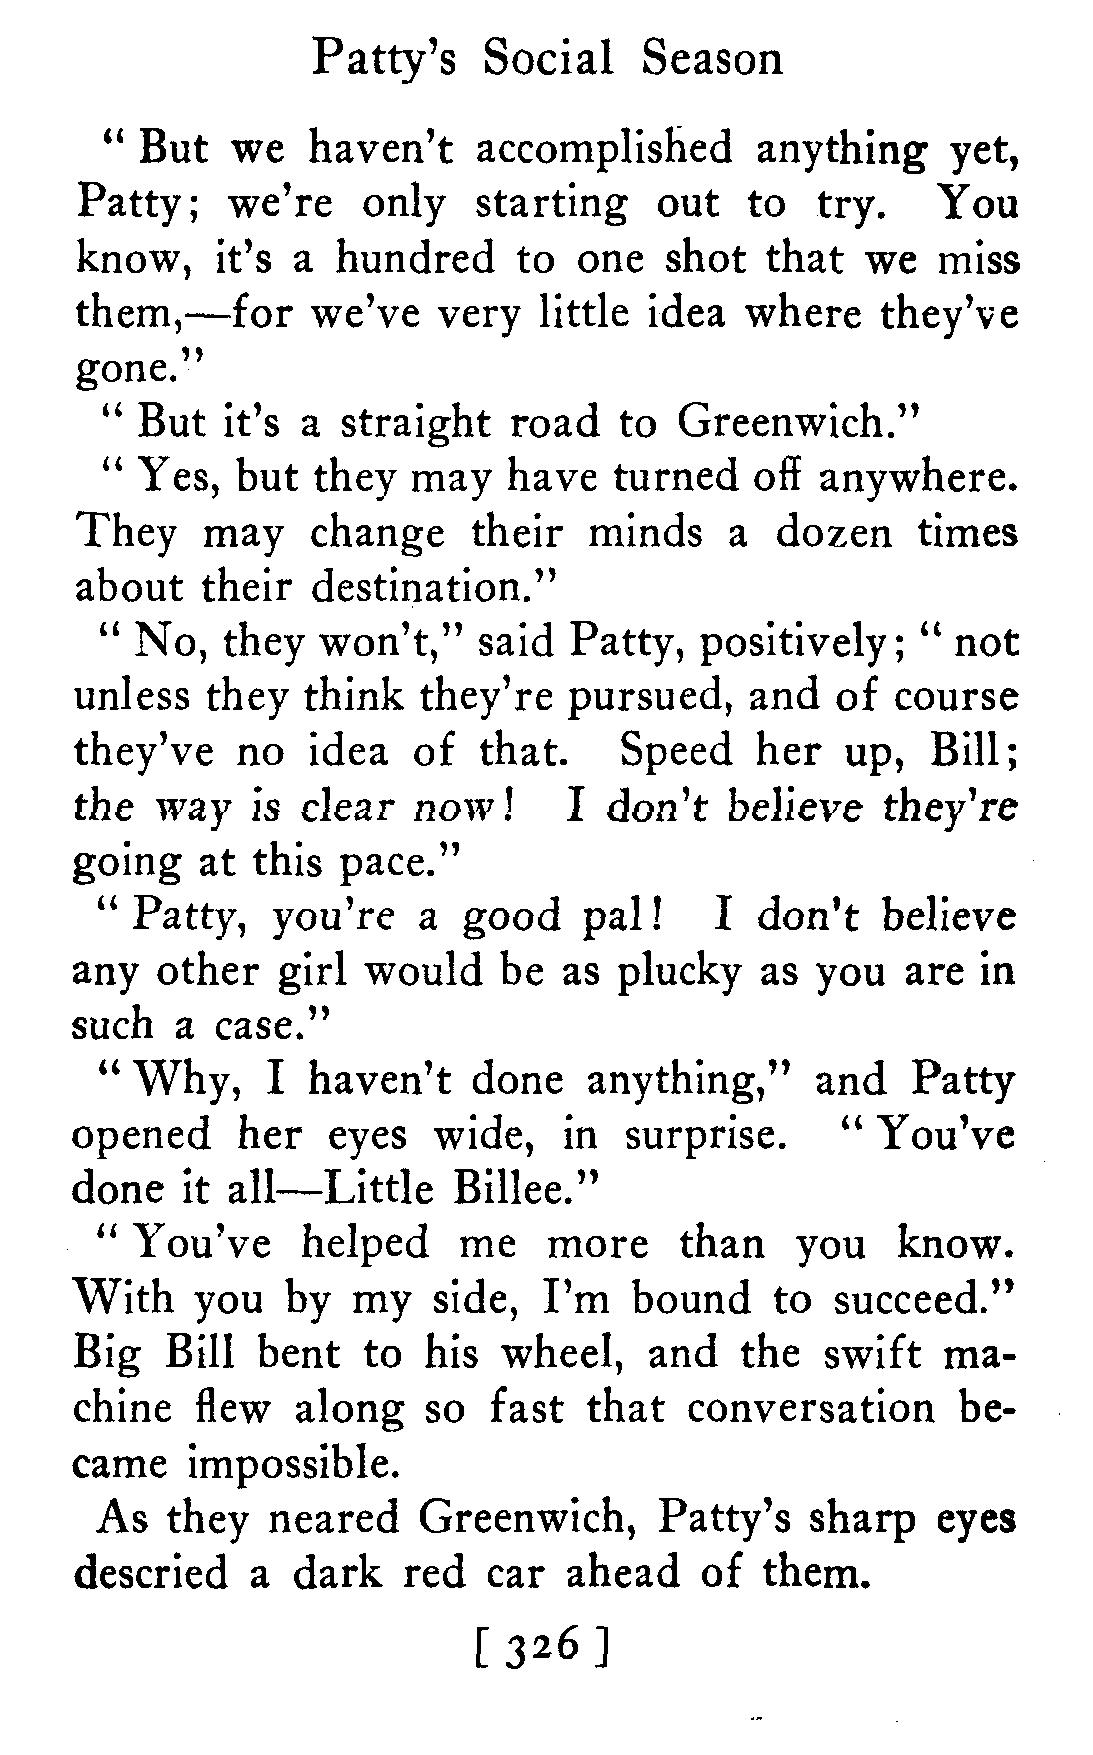 Patty's Social Season
" But we haven't accomplished anything yet,
Patty; we're only starting out to try. You
know, it's a hundred to one shot that we miss
them,—for we've very little idea where they've
gone."
" But it's a straight road to Greenwich."
" Yes, but they may have turned off anywhere.
They may change their minds a dozen times
about their destination."
" No, they won't," said Patty, positively; " not
unless they think they're pursued, and of course
they've no idea of that. Speed her up, Bill;
the way is clear now! I don't believe they're
going at this pace."
" Patty, you're a good pal! I don't believe
any other girl would be as plucky as you are in
such a case."
" Why, I haven't done anything," and Patty
opened her eyes wide, in surprise. " You've
done it all—Little Billee."
" You've helped me more than you know.
With you by my side, I'm bound to succeed."
Big Bill bent to his wheel, and the swift ma-
chine flew along so fast that conversation be-
came impossible.
As they neared Greenwich, Patty's sharp eyes
descried a dark red car ahead of them.
[ 326 ]